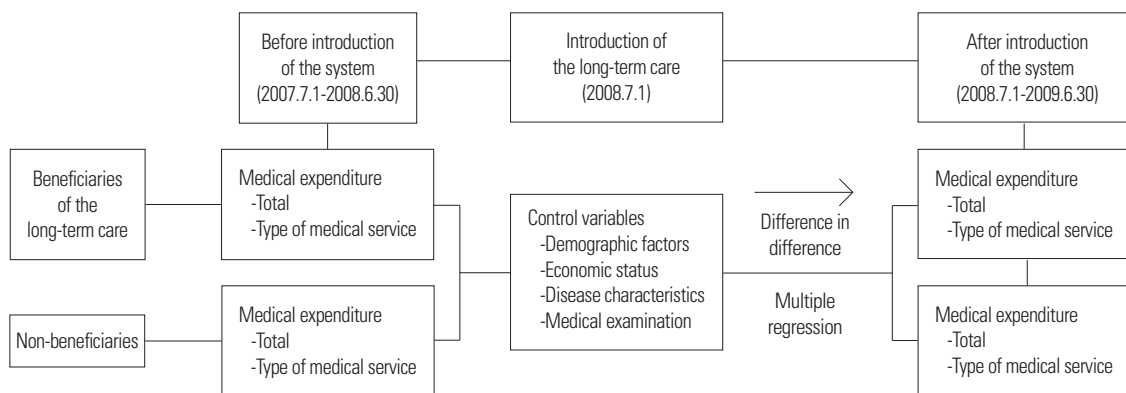 Before introduction
of the system
(2007.7.1-2008.6.30)
Introduction of
the long-term care
(2008.7.1)
After introduction
of the system
(2008.7.1-2009.6.30)
Beneficiaries
of the
long-term care
Medical expenditure
-Total
-Type of medical service
Control variables
-Demographic factors
-Economic status
-Disease characteristics
-Medical examination
Difference in
difference
Multiple
regression
Medical expenditure
-Total
-Type of medical service
Non-beneficiaries
Medical expenditure
-Total
-Type of medical service
Medical expenditure
-Total
-Type of medical service